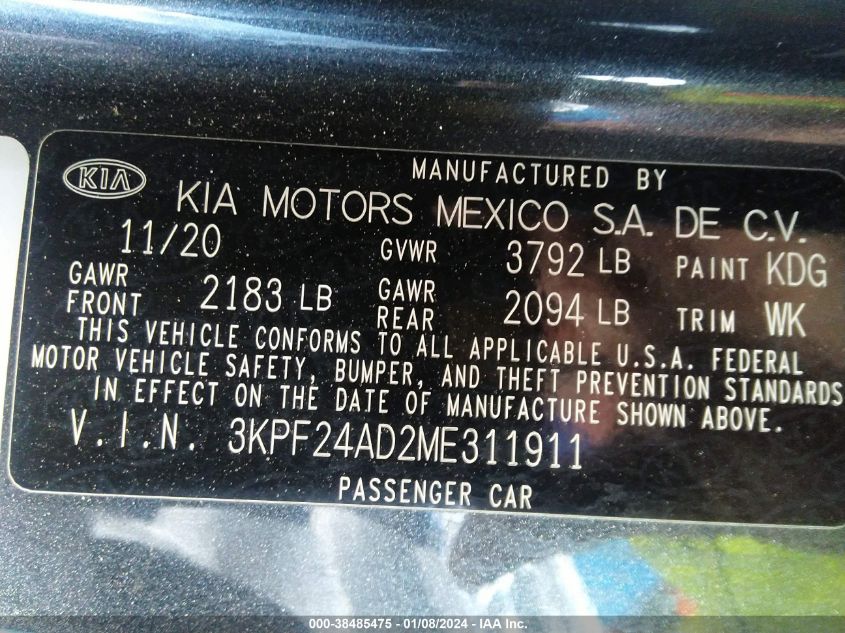 MANUFACTURED BY
KIA KIA MOTORS MEXICO S.A. DE C.V.
11/20 GVWR 3792 LB PAINT KDG
GAWR FRONT 2183 LB GAWR REAR 2094 LB TRIM WK
THIS VEHICLE CONFORMS TO ALL APPLICABLE U.S.A. FEDERAL
MOTOR VEHICLE SAFETY, BUMPER, AND THEFT PREVENTION STANDARDS
IN EFFECT ON THE DATE OF MANUFACTURE SHOWN ABOVE.
V.I.N. 3KPF24AD2ME311911
PASSENGER CAR
000-38485475 - 01/08/2024 - IAA Inc.